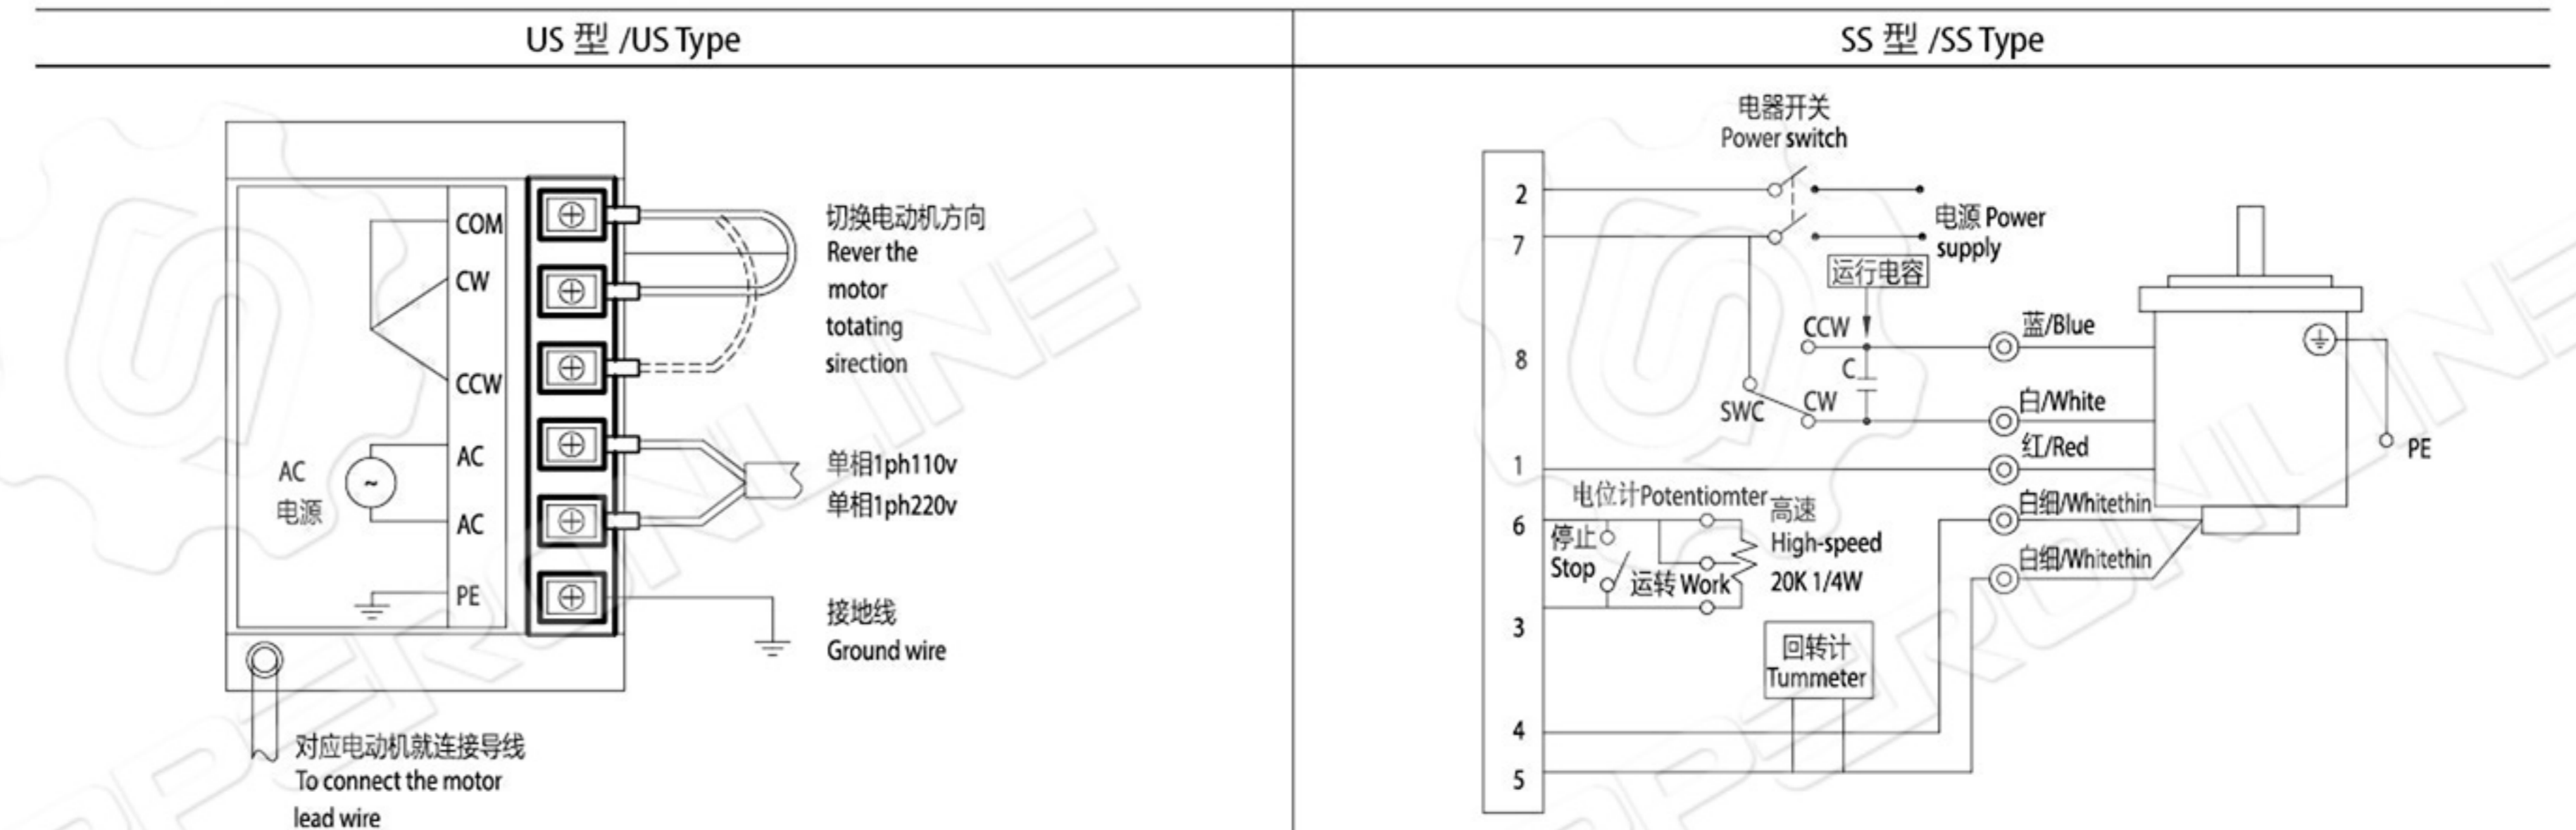 US 型 /US Type
COM
CW
CCW
AC
AC
PE
AC
电源
切换电动机方向
Rever the
motor
totating
sirection
单相1ph110v
单相1ph220v
接地线
Ground wire
对应电动机就连接导线
To connect the motor
lead wire
SS 型 /SS Type
电器开关
Power switch
2
7
8
1
6
3
4
5
电源 Power
supply
运行电容
CCW
C
SWC
CW
蓝/Blue
白/White
红/Red
白细/Whitethin
白细/Whitethin
PE
电位计Potentiomter
高速
High-speed
20K 1/4W
停止
Stop
运转 Work
回转计
Tummeter
SUPERONLINE
SUPERONLINE